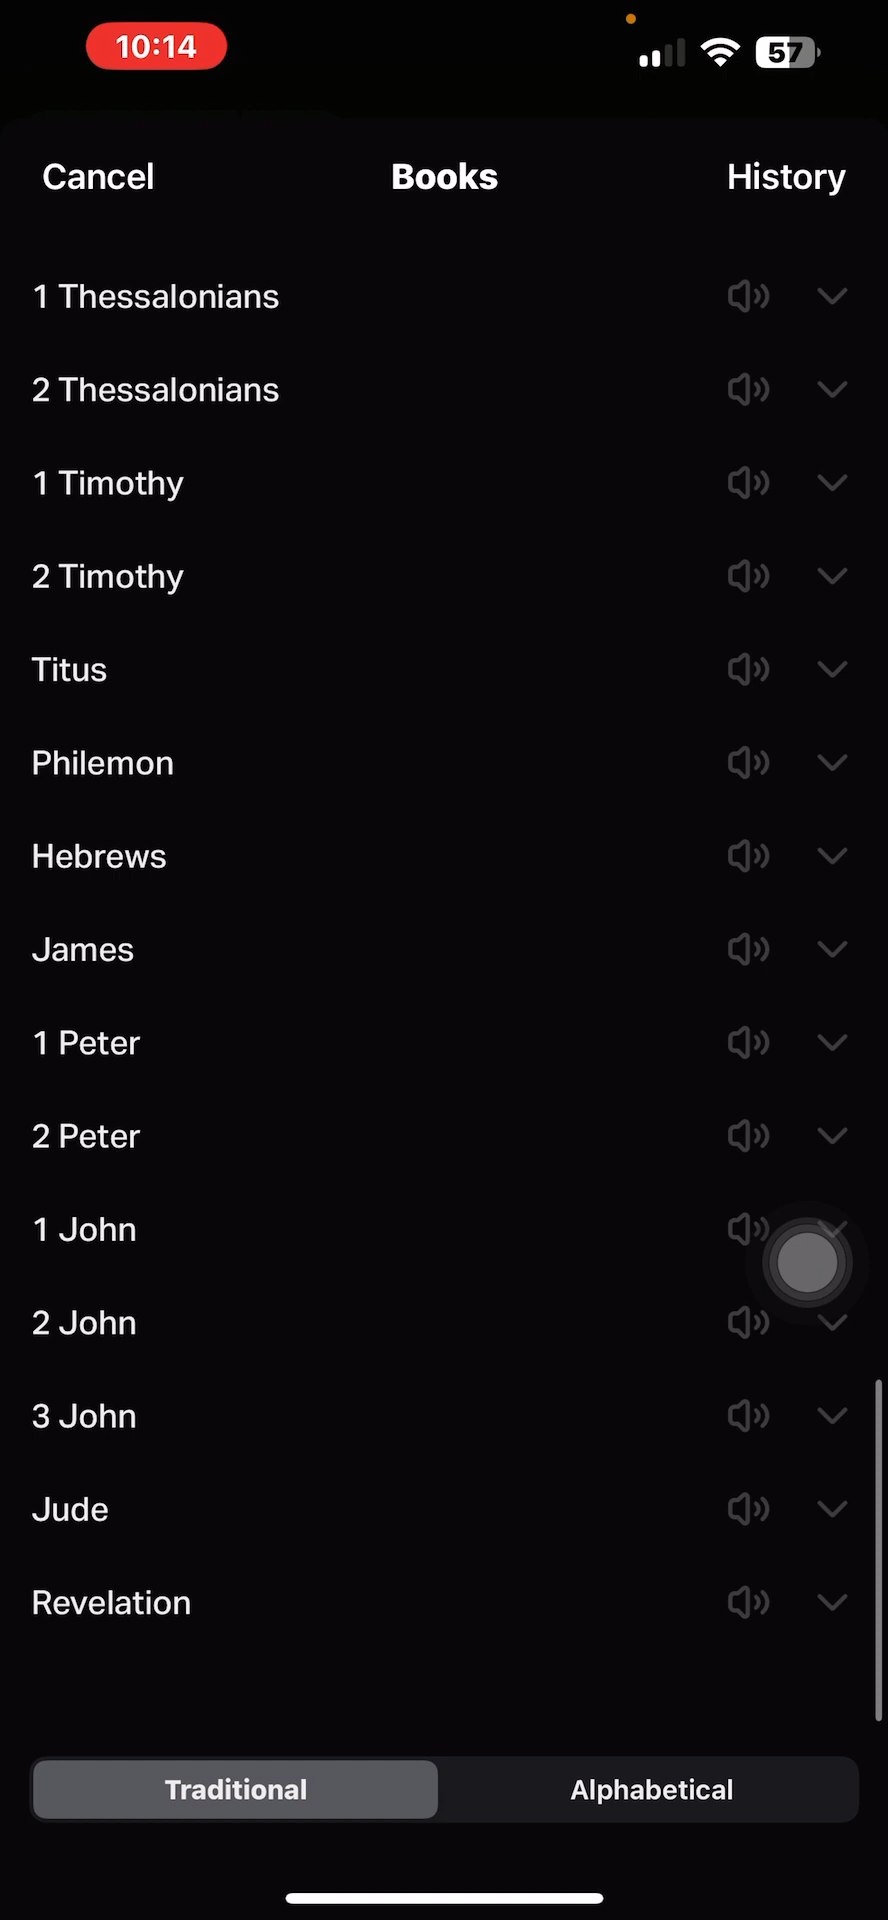 10:14
57
Cancel
Books
History
1 Thessalonians
2 Thessalonians
1 Timothy
2 Timothy
Titus
Philemon
Hebrews
James
1 Peter
2 Peter
1 John
2 John
3 John
Jude
Revelation
Traditional
Alphabetical